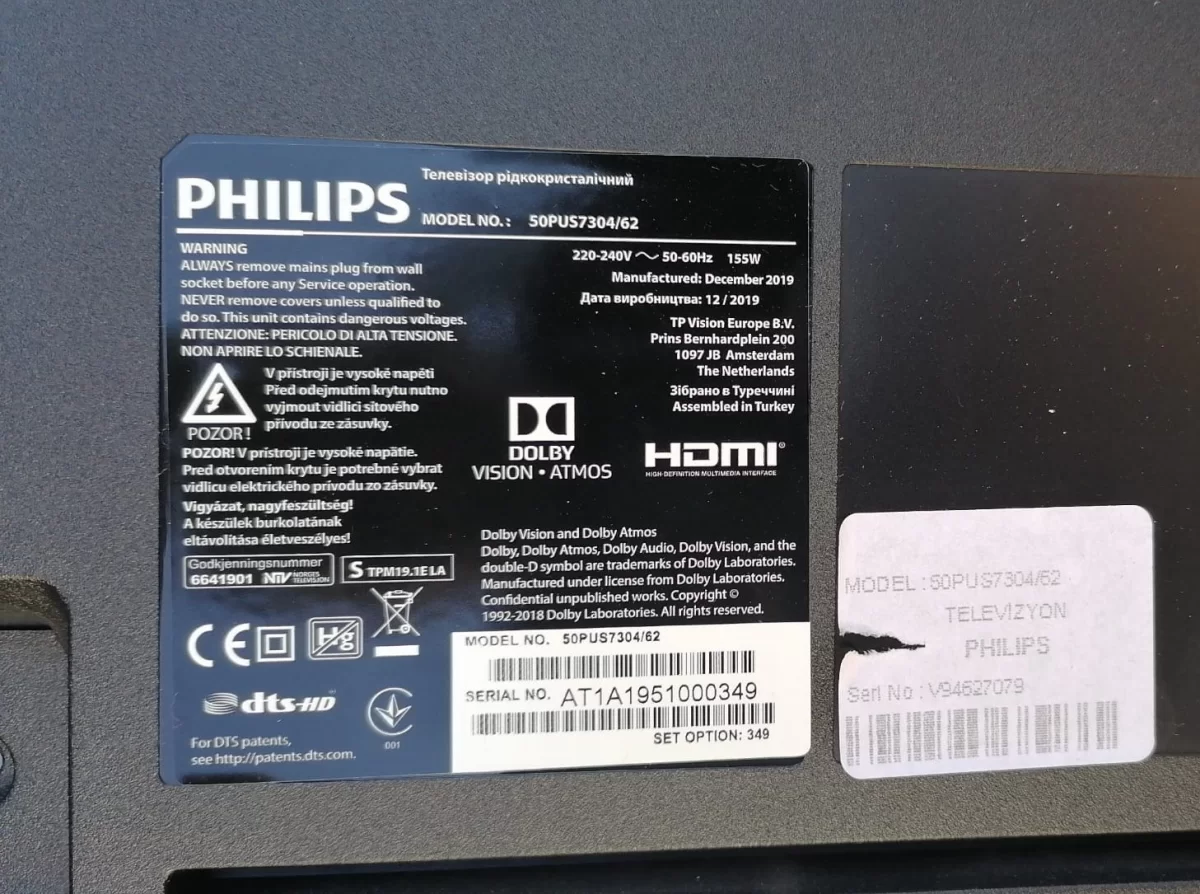 PHILIPS
Телевізор рідкокристалічний
MODEL NO.: 50PUS7304/62
WARNING
ALWAYS remove mains plug from wall
socket before any Service operation.
NEVER remove covers unless qualified to
do so. This unit contains dangerous voltages.
ATTENZIONE: PERICOLO DI ALTA TENSIONE.
NON APRIRE LO SCHIENALE.
V přístroji je vysoké napětí
Před odejmutím krytu nutno
vyjmout vidlici síťového
přívodu ze zásuvky.
POZOR !
POZOR! V prístroji je vysoké napätie.
Pred otvorením krytu je potrebné vybrat
vidlicu elektrického prívodu zo zásuvky.
Vigyázat, nagyfeszültség!
A készülek burkolatának
eltávolítása életveszélyes!
Godkjenningsnummer
6641901 NTV NORGES TELEVISION
S TPM19.1E LA
CE
Hg
dts-HD
001
For DTS patents,
see http://patents.dts.com.
220-240V ~ 50-60Hz 155W
Manufactured: December 2019
Дата виробництва: 12 / 2019
TP Vision Europe B.V.
Prins Bernhardplein 200
1097 JB Amsterdam
The Netherlands
Зібрано в Туреччині
Assembled in Turkey
DOLBY
VISION • ATMOS
HDMI®
HIGH-DEFINITION MULTIMEDIA INTERFACE
Dolby Vision and Dolby Atmos
Dolby, Dolby Atmos, Dolby Audio, Dolby Vision, and the
double-D symbol are trademarks of Dolby Laboratories.
Manufactured under license from Dolby Laboratories.
Confidential unpublished works. Copyright ©
1992-2018 Dolby Laboratories. All rights reserved.
MODEL NO. 50PUS7304/62
SERIAL NO. AT1A1951000349
SET OPTION: 349
MODEL : 50PUS7304/62
TELEVİZYON
PHILIPS
Seri No : V94627079